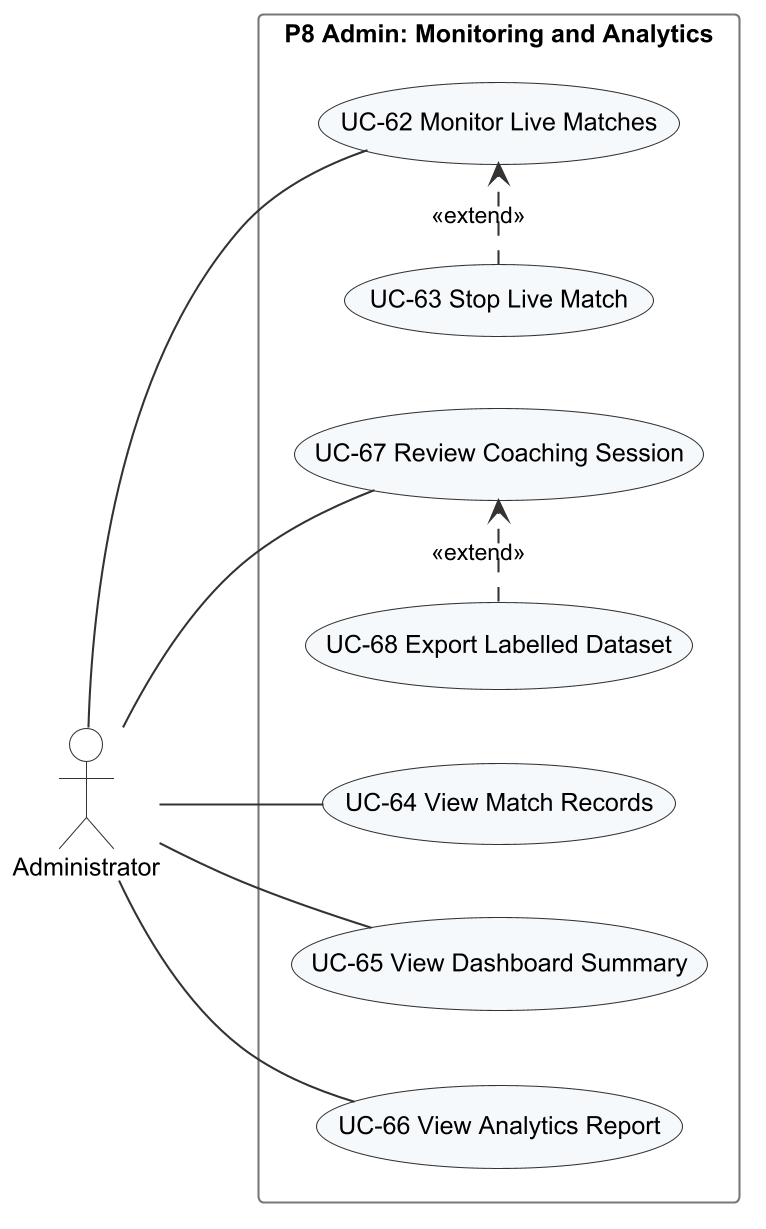 P8 Admin: Monitoring and Analytics
UC-62 Monitor Live Matches
«extend»
UC-63 Stop Live Match
UC-67 Review Coaching Session
«extend»
UC-68 Export Labelled Dataset
UC-64 View Match Records
Administrator
UC-65 View Dashboard Summary
UC-66 View Analytics Report